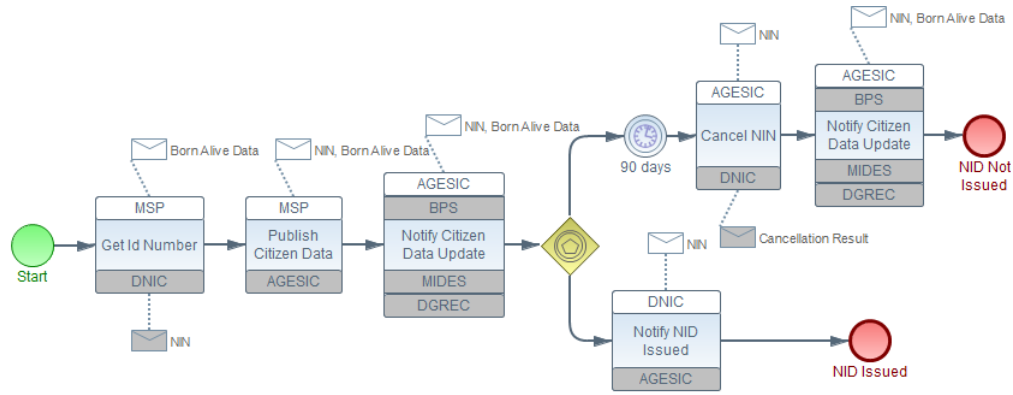 Start
Born Alive Data
MSP
Get Id Number
DNIC
NIN
NIN, Born Alive Data
MSP
Publish
Citizen Data
AGESIC
NIN, Born Alive Data
AGESIC
BPS
Notify Citizen
Data Update
MIDES
DGREC
90 days
NIN
AGESIC
Cancel NIN
DNIC
Cancellation Result
NIN, Born Alive Data
AGESIC
BPS
Notify Citizen
Data Update
MIDES
DGREC
NID Not
Issued
NIN
DNIC
Notify NID
Issued
AGESIC
NID Issued